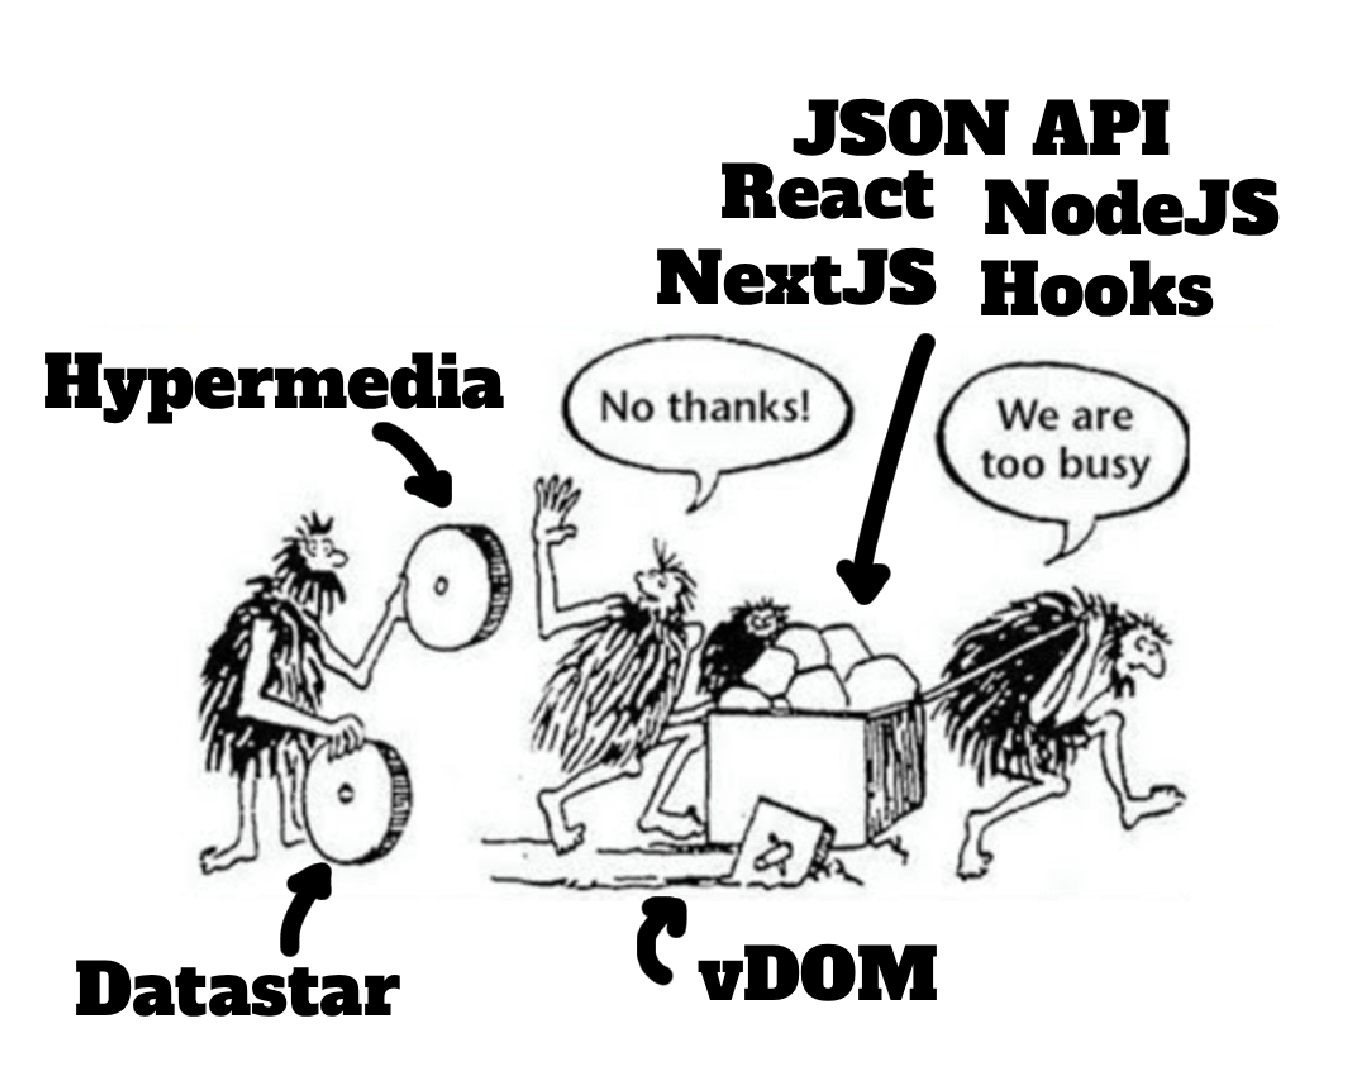 JSON API
React
NodeJS
NextJS
Hooks
Hypermedia
No thanks!
We are
too busy
Datastar
vDOM